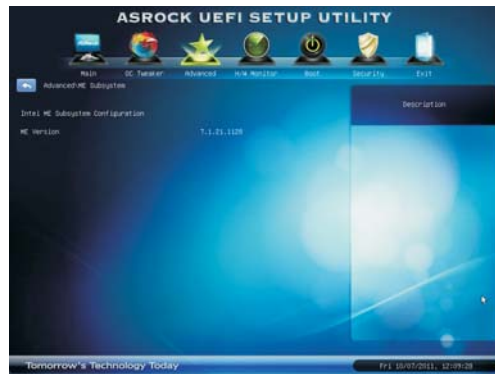 ASROCK UEFI SETUP UTILITY
Main OC Tweaker Advanced H/W Monitor Boot Security Exit
Advanced\ME Subsystem
Description
Intel ME Subsystem Configuration
ME Version 7.1.21.1120
Tomorrow's Technology Today
Fri 10/07/2011, 12:09:28